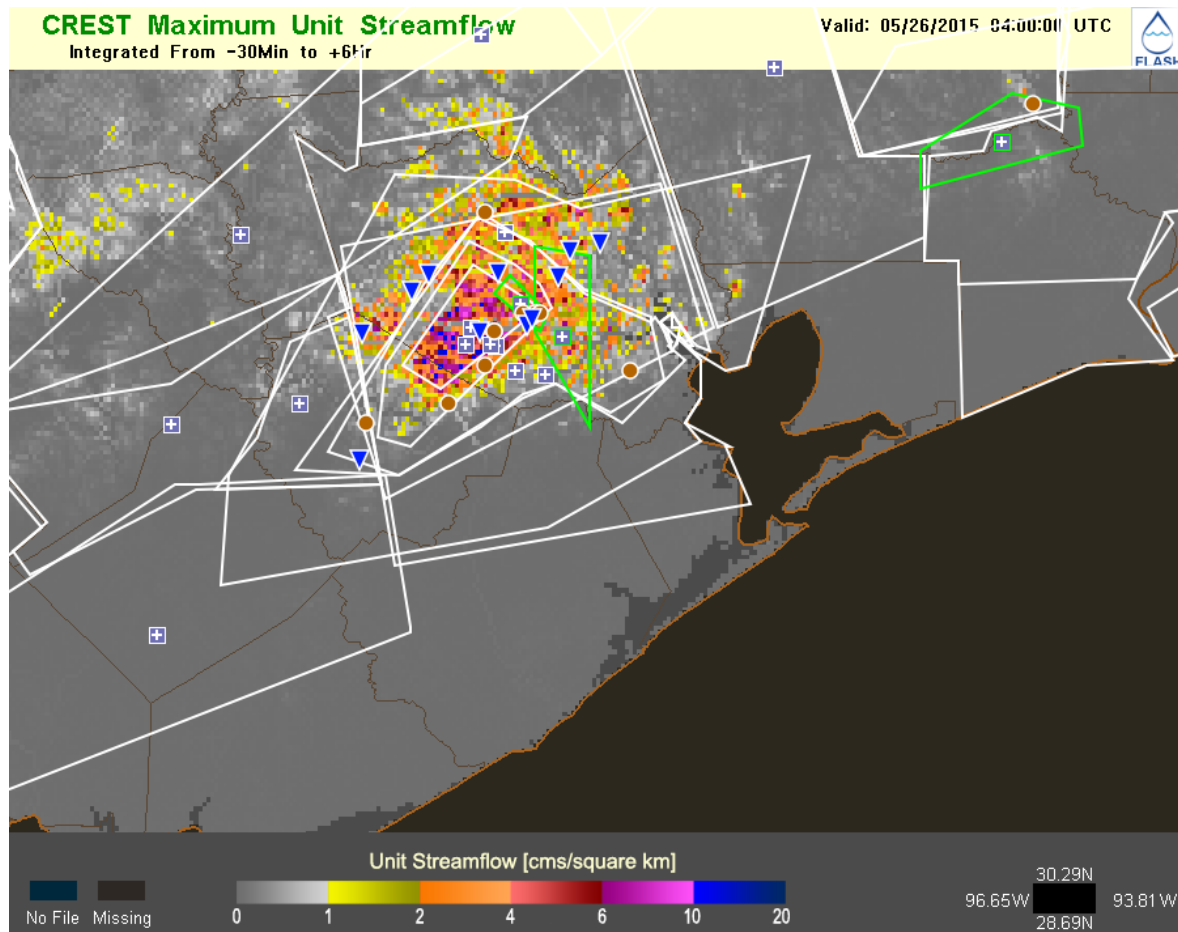 CREST Maximum Unit Streamflow
Integrated From -30Min to +6Hr
Valid: 05/26/2015 04:00:00 UTC
FLASH
Unit Streamflow [cms/square km]
No File
Missing
0 1 2 4 6 10 20
30.29N
96.65W 93.81W
28.69N